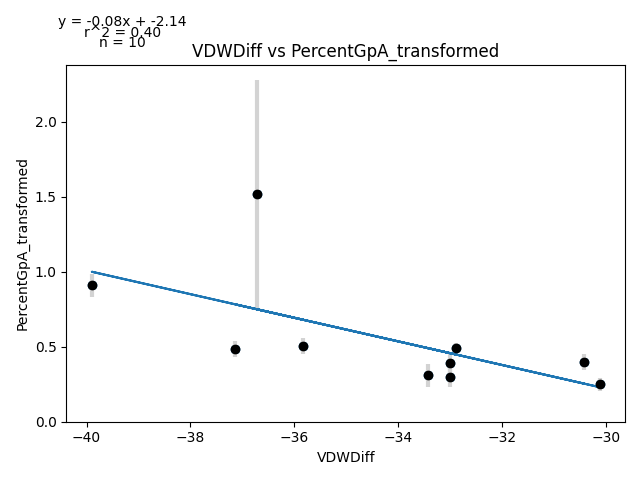 y = -0.08x + -2.14
r^2 = 0.40
n = 10
VDWDiff vs PercentGpA_transformed
PercentGpA_transformed
2.0
1.5
1.0
0.5
0.0
−40
−38
−36
−34
−32
−30
VDWDiff